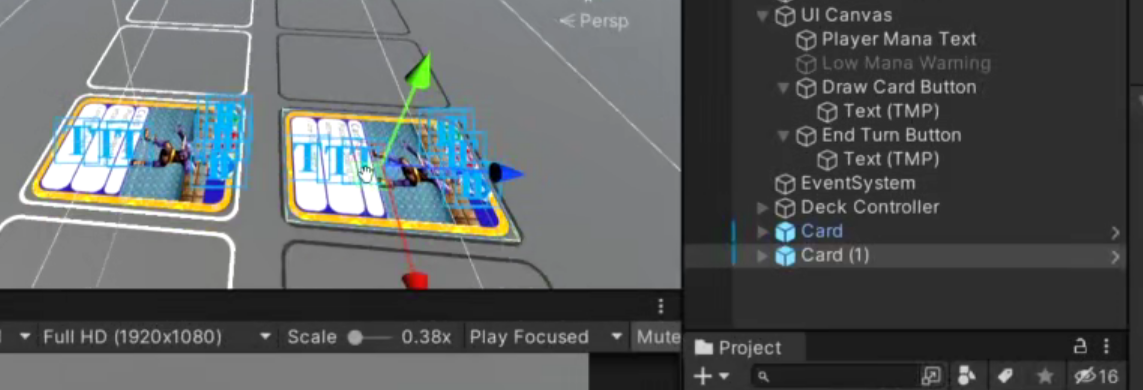 Persp
UI Canvas
Player Mana Text
Low Mana Warning
Draw Card Button
Text (TMP)
End Turn Button
Text (TMP)
EventSystem
Deck Controller
Card
Card (1)
Full HD (1920x1080)
Scale
0.38x
Play Focused
Mute
Project
16